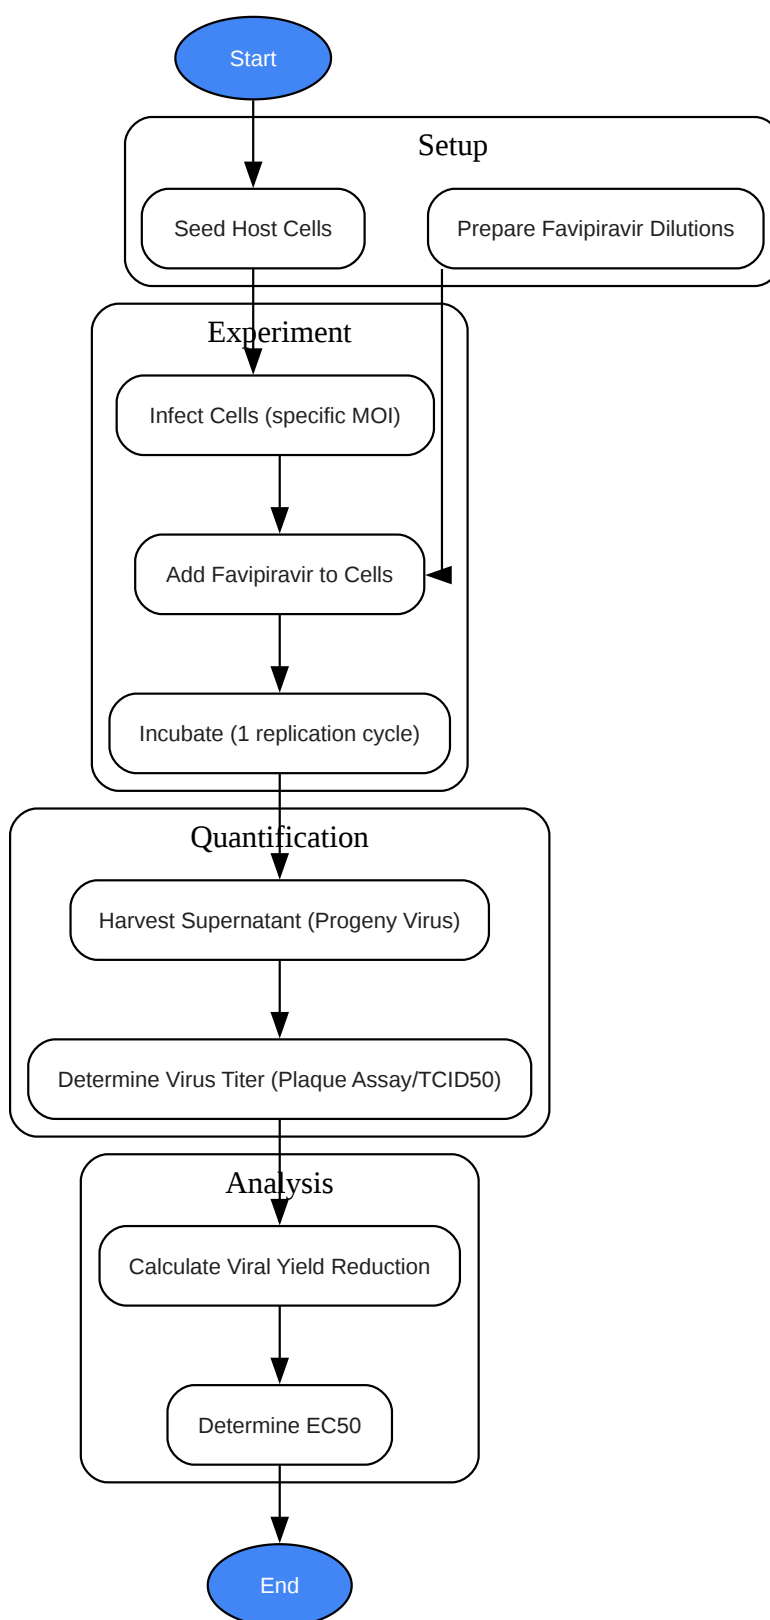 Start
Setup
Seed Host Cells
Prepare Favipiravir Dilutions
Experiment
Infect Cells (specific MOI)
Add Favipiravir to Cells
Incubate (1 replication cycle)
Quantification
Harvest Supernatant (Progeny Virus)
Determine Virus Titer (Plaque Assay/TCID50)
Analysis
Calculate Viral Yield Reduction
Determine EC50
End